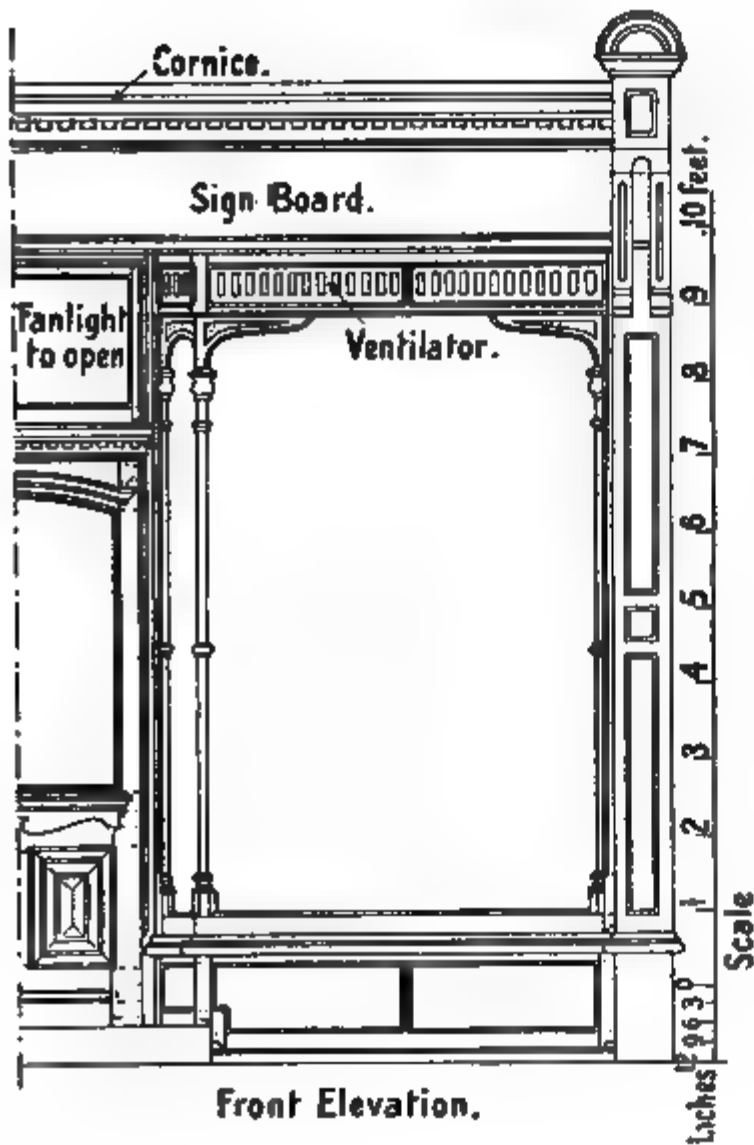 Cornice.
Sign Board.
Fanlight
to open
Ventilator.
10 feet.
9
8
7
6
5
4
3
2
1
0
3
6
9
12
Inches
Scale
Front Elevation.